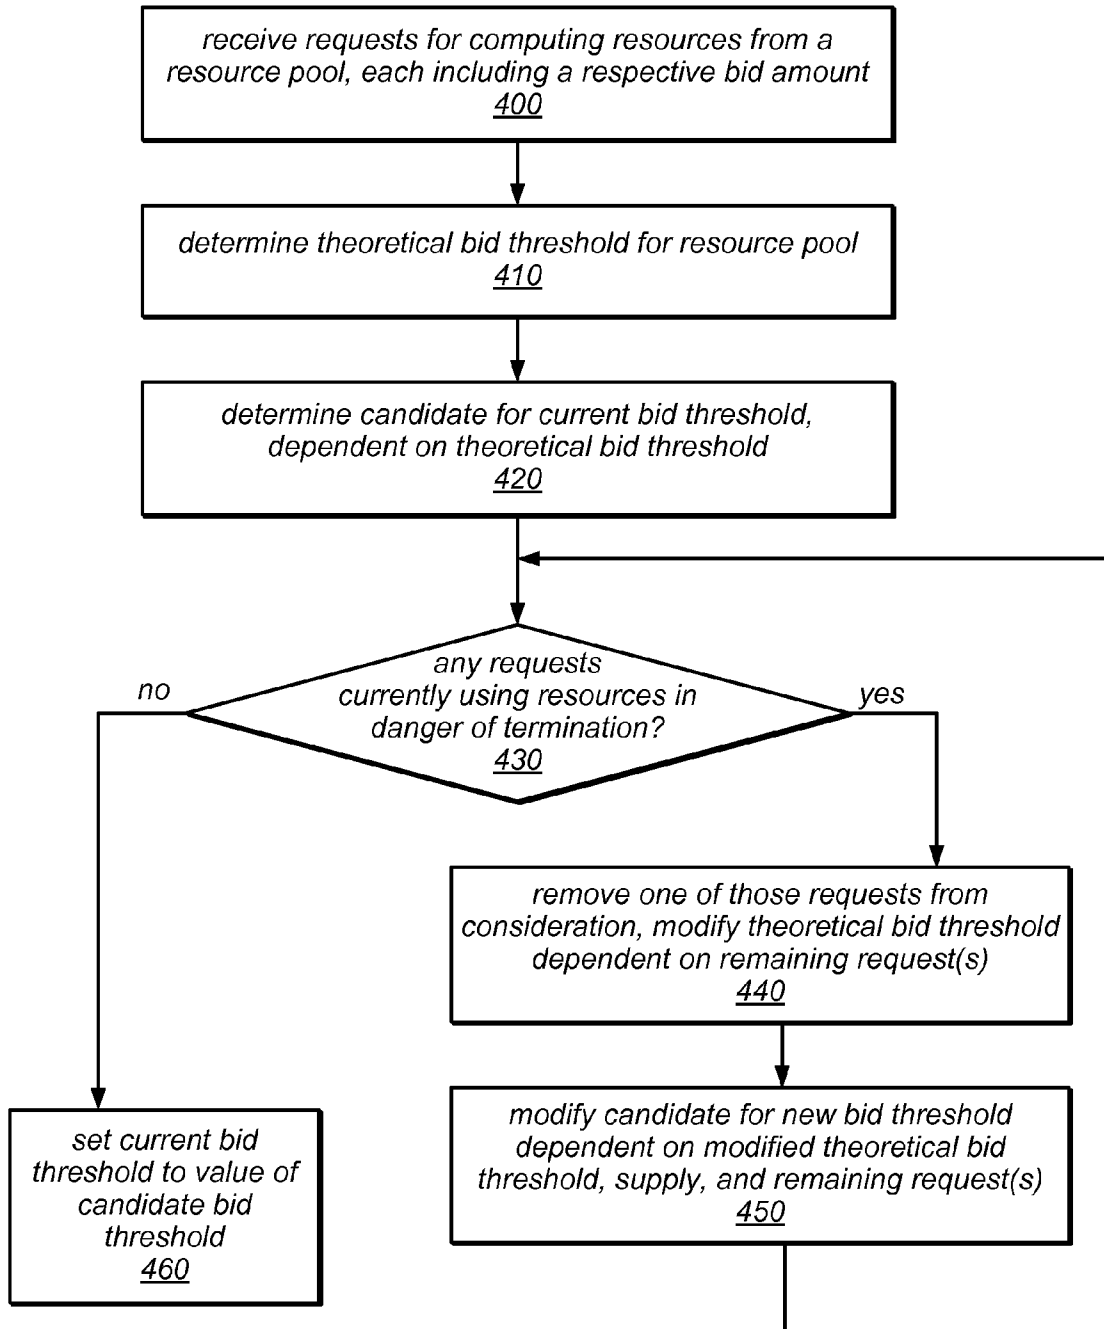 receive requests for computing resources from a
resource pool, each including a respective bid amount
400
determine theoretical bid threshold for resource pool
410
determine candidate for current bid threshold,
dependent on theoretical bid threshold
420
any requests
currently using resources in
danger of termination?
430
no
yes
remove one of those requests from
consideration, modify theoretical bid threshold
dependent on remaining request(s)
440
modify candidate for new bid threshold
dependent on modified theoretical bid
threshold, supply, and remaining request(s)
450
set current bid
threshold to value of
candidate bid
threshold
460